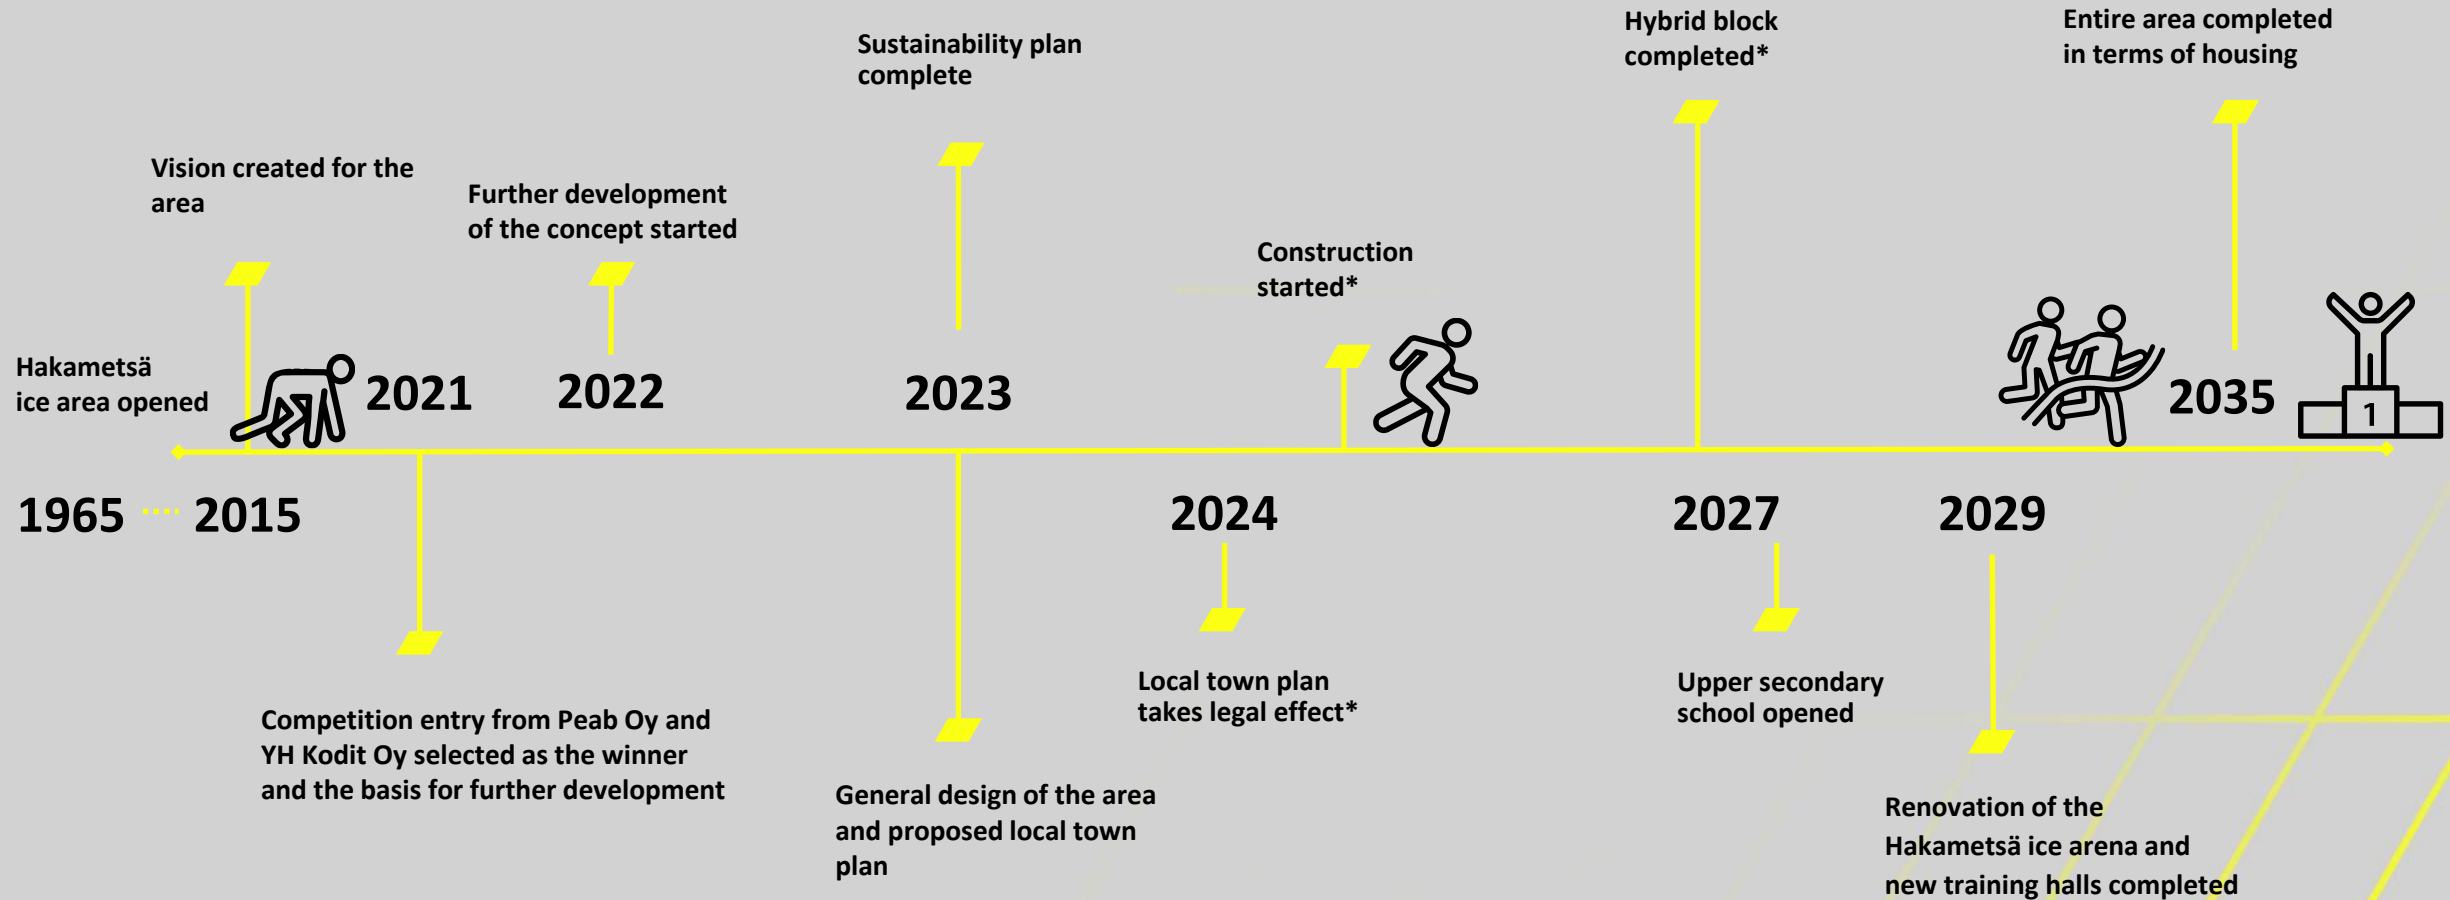 Hakametsä
ice area opened
1965
Vision created for the
area
2015
2021
Competition entry from Peab Oy and
YH Kodit Oy selected as the winner
and the basis for further development
Further development
of the concept started
2022
Sustainability plan
complete
2023
General design of the area
and proposed local town
plan
2024
Local town plan
takes legal effect*
Construction
started*
Hybrid block
completed*
2027
Upper secondary
school opened
2029
Renovation of the
Hakametsä ice arena and
new training halls completed
Entire area completed
in terms of housing
2035
1